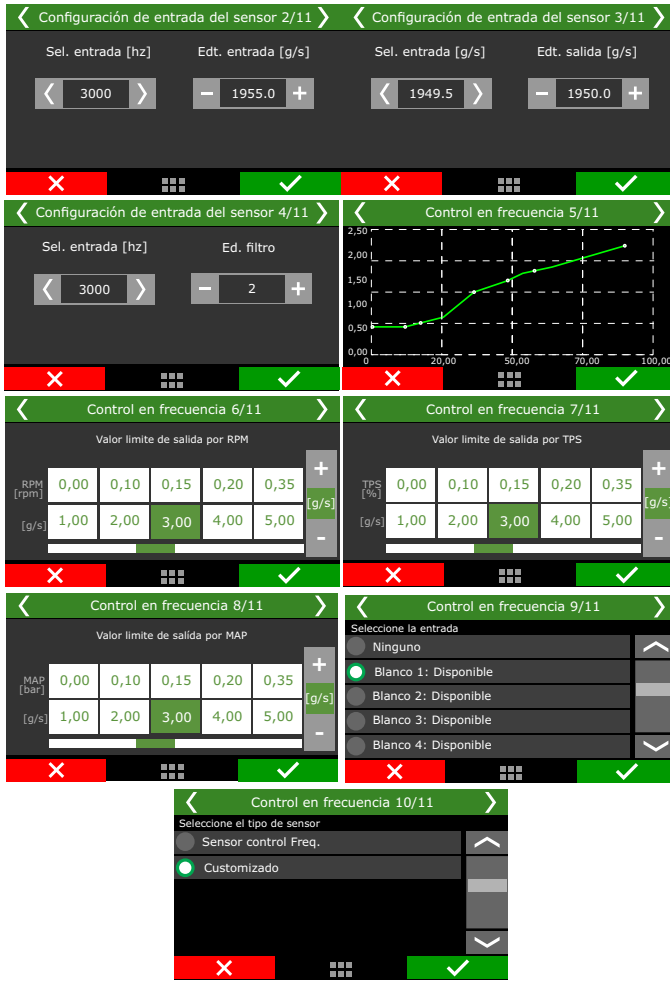 Configuración de entrada del sensor 2/11
Sel. entrada [hz] Edt. entrada [g/s]
3000 1955.0
Configuración de entrada del sensor 3/11
Sel. entrada [g/s] Edt. salida [g/s]
1949.5 1950.0
Configuración de entrada del sensor 4/11
Sel. entrada [hz] Ed. filtro
3000 2
Control en frecuencia 5/11
2,50
2,00
1,50
1,00
0,50
0,00
0 20,00 50,00 70,00 100,00
Control en frecuencia 6/11
Valor limite de salida por RPM
RPM [rpm] 0,00 0,10 0,15 0,20 0,35
[g/s] 1,00 2,00 3,00 4,00 5,00
+
[g/s]
-
Control en frecuencia 7/11
Valor limite de salida por TPS
TPS [%] 0,00 0,10 0,15 0,20 0,35
[g/s] 1,00 2,00 3,00 4,00 5,00
+
[g/s]
-
Control en frecuencia 8/11
Valor limite de salída por MAP
MAP [bar] 0,00 0,10 0,15 0,20 0,35
[g/s] 1,00 2,00 3,00 4,00 5,00
+
[g/s]
-
Control en frecuencia 9/11
Seleccione la entrada
Ninguno
Blanco 1: Disponible
Blanco 2: Disponible
Blanco 3: Disponible
Blanco 4: Disponible
Control en frecuencia 10/11
Seleccione el tipo de sensor
Sensor control Freq.
Customizado